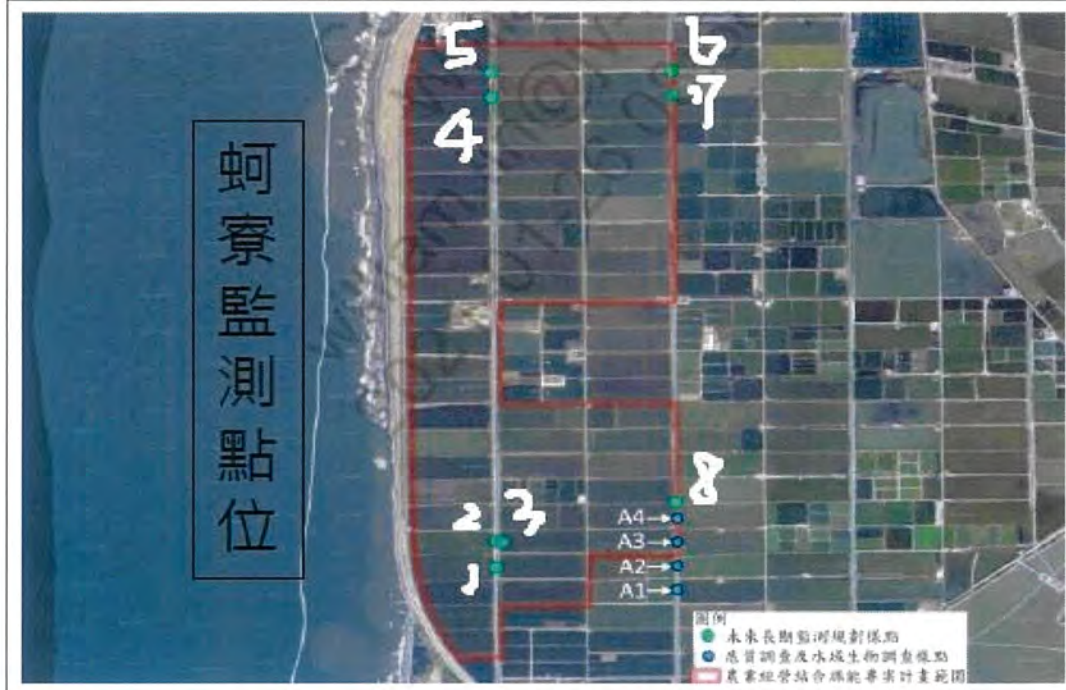 蚵寮監測點位
5
6
4
7
8
2 3
1
A4
A3
A2
A1
圖例
未來長期監測規劃樣點
底質調查及水域生物調查樣點
農業經營結合綠能專案計畫範圍